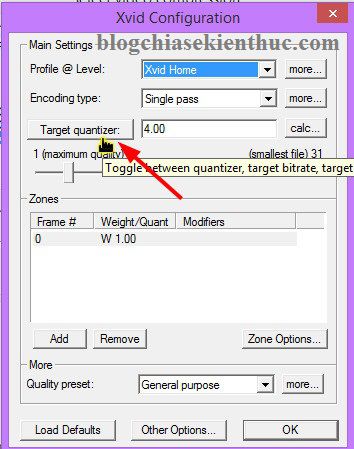 Xvid Configuration
blogchiasekienthuc.com
Main Settings
Profile @ Level: Xvid Home more...
Encoding type: Single pass more...
Target quantizer: 4.00 calc...
1 (maximum quality) (smallest file) 31
Toggle between quantizer, target bitrate, target
Zones
Frame # Weight/Quant Modifiers
0 W 1.00
Add Remove Zone Options...
More
Quality preset: General purpose more...
Load Defaults Other Options... OK